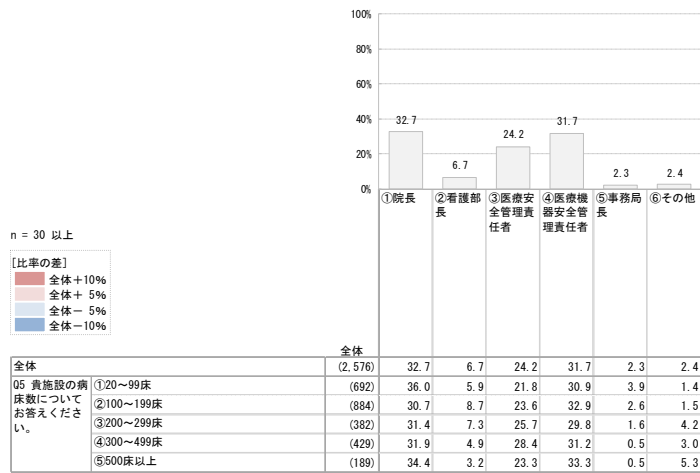 100%
80%
60%
40%
20%
0%
32.7
6.7
24.2
31.7
2.3
2.4
①院長
②看護部長
③医療安全管理責任者
④医療機器安全管理責任者
⑤事務局長
⑥その他
n = 30 以上
[比率の差]
全体+10%
全体+ 5%
全体- 5%
全体-10%
全体
全体 (2,576) 32.7 6.7 24.2 31.7 2.3 2.4
Q5 貴施設の病床数についてお答えください。
①20~99床 (692) 36.0 5.9 21.8 30.9 3.9 1.4
②100~199床 (884) 30.7 8.7 23.6 32.9 2.6 1.5
③200~299床 (382) 31.4 7.3 25.7 29.8 1.6 4.2
④300~499床 (429) 31.9 4.9 28.4 31.2 0.5 3.0
⑤500床以上 (189) 34.4 3.2 23.3 33.3 0.5 5.3